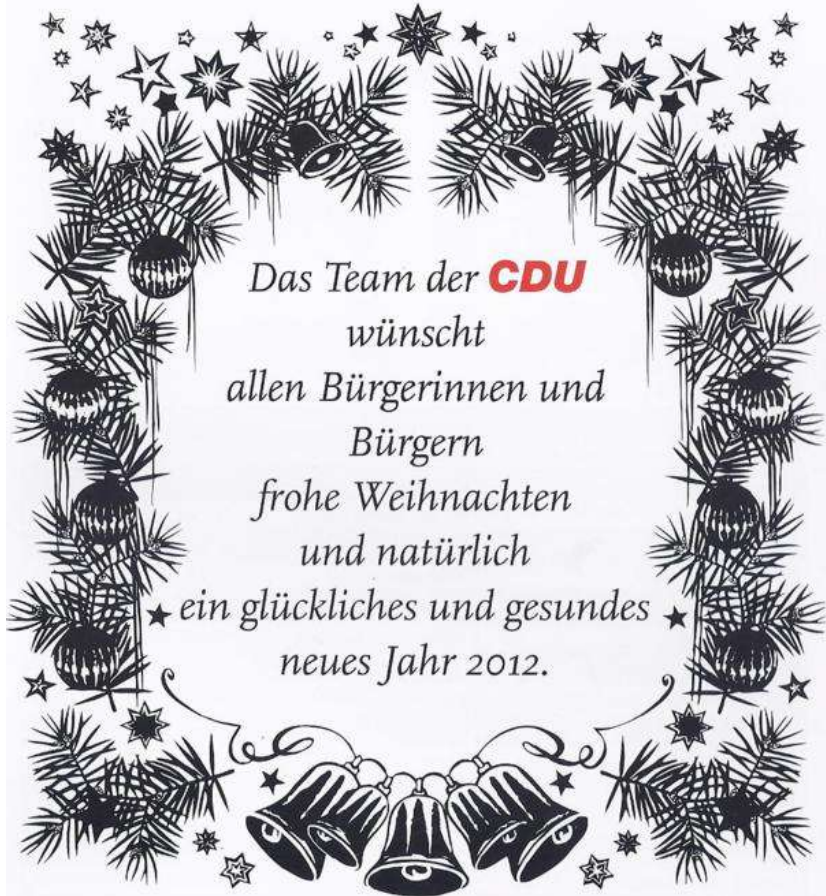 Das Team der CDU
wünscht
allen Bürgerinnen und
Bürgern
frohe Weihnachten
und natürlich
ein glückliches und gesundes
neues Jahr 2012.